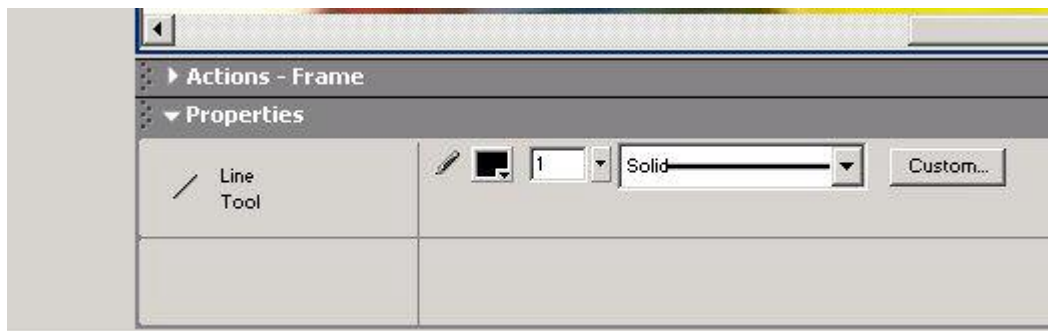 Actions - Frame
Properties
Line
Tool
1
Solid
Custom...